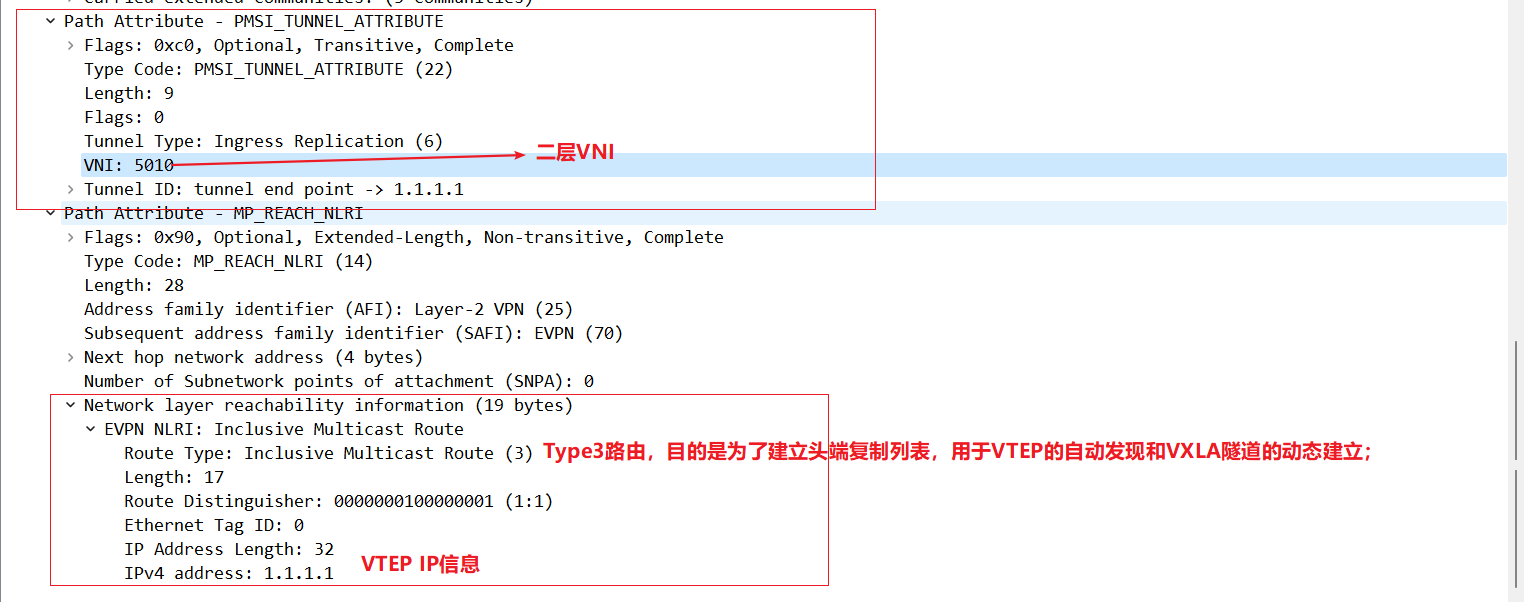 Path Attribute - PMSI_TUNNEL_ATTRIBUTE
Flags: 0xc0, Optional, Transitive, Complete
Type Code: PMSI_TUNNEL_ATTRIBUTE (22)
Length: 9
Flags: 0
Tunnel Type: Ingress Replication (6)
VNI: 5010 二层VNI
Tunnel ID: tunnel end point -> 1.1.1.1
Path Attribute - MP_REACH_NLRI
Flags: 0x90, Optional, Extended-Length, Non-transitive, Complete
Type Code: MP_REACH_NLRI (14)
Length: 28
Address family identifier (AFI): Layer-2 VPN (25)
Subsequent address family identifier (SAFI): EVPN (70)
Next hop network address (4 bytes)
Number of Subnetwork points of attachment (SNPA): 0
Network layer reachability information (19 bytes)
EVPN NLRI: Inclusive Multicast Route
Route Type: Inclusive Multicast Route (3) Type3路由，目的是为了建立头端复制列表，用于VTEP的自动发现和VXLA隧道的动态建立；
Length: 17
Route Distinguisher: 0000000100000001 (1:1)
Ethernet Tag ID: 0
IP Address Length: 32
IPv4 address: 1.1.1.1 VTEP IP信息